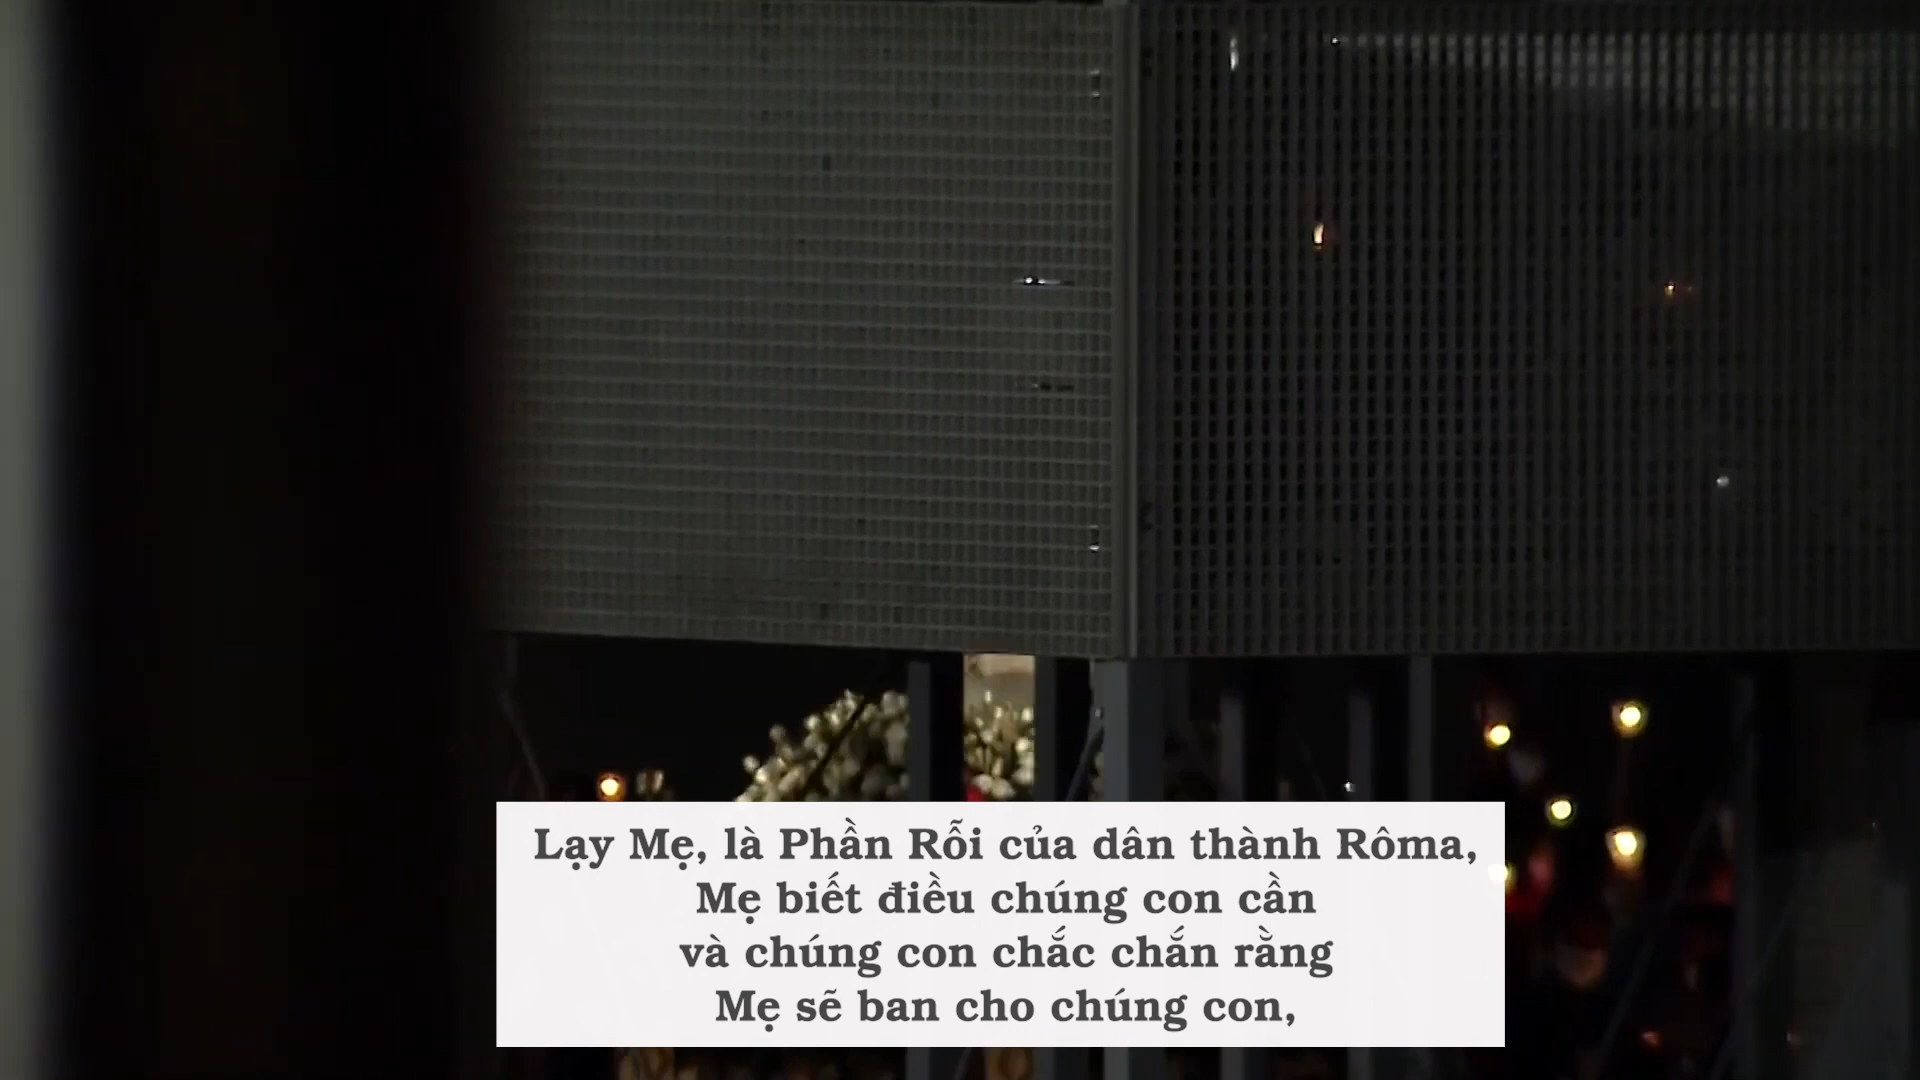 Lạy Mẹ, là Phần Rỗi của dân thành Rôma,
Mẹ biết điều chúng con cần
và chúng con chắc chắn rằng
Mẹ sẽ ban cho chúng con,